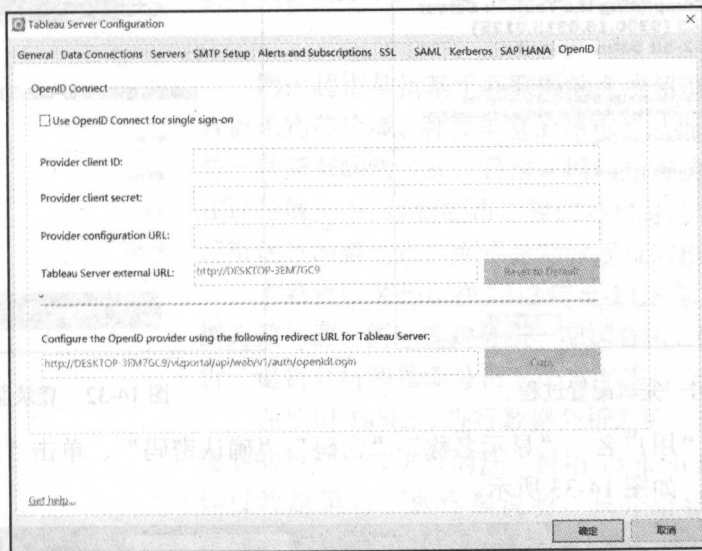 Tableau Server Configuration
General Data Connections Servers SMTP Setup Alerts and Subscriptions SSL SAML Kerberos SAP HANA OpenID
OpenID Connect
Use OpenID Connect for single sign-on
Provider client ID:
Provider client secret:
Provider configuration URL:
Tableau Server external URL: http://DESKTOP-3EM7GC9 Reset to Default
Configure the OpenID provider using the following redirect URL for Tableau Server:
http://DESKTOP-3EM7GC9/vizportal/api/web/v1/auth/openIdLogin Copy
Get help...
确定 取消